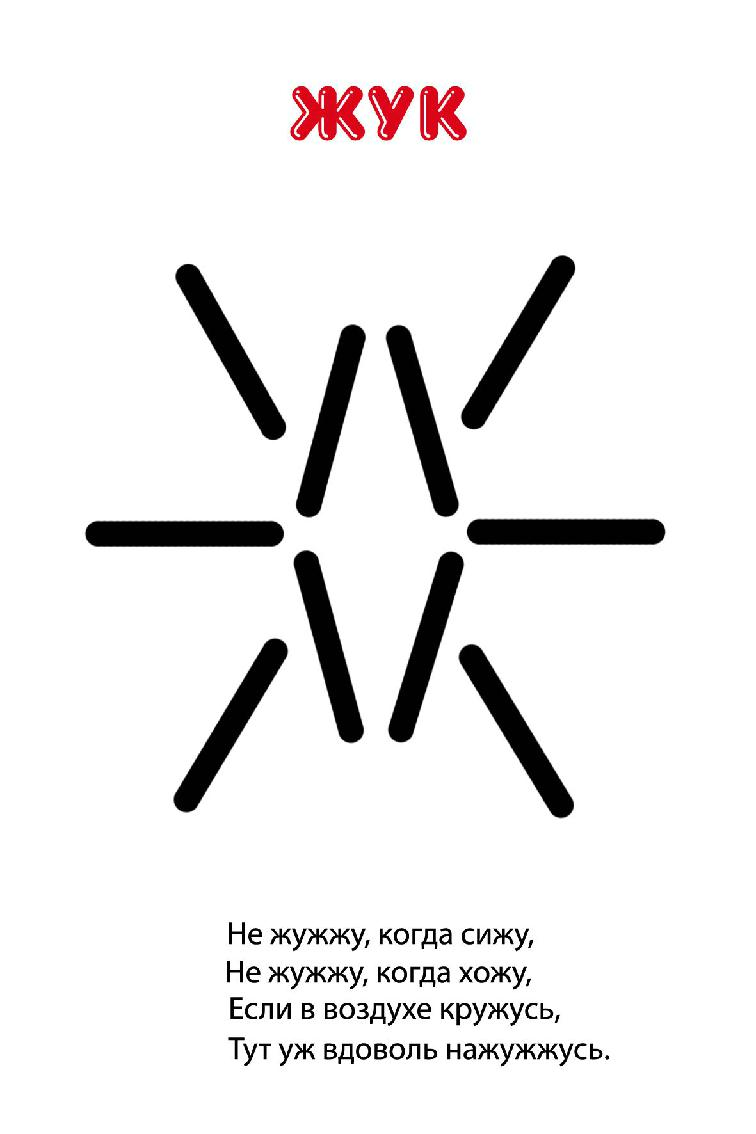 ЖУК
Не жужжу, когда сижу,
Не жужжу, когда хожу,
Если в воздухе кружусь,
Тут уж вдоволь нажужжусь.